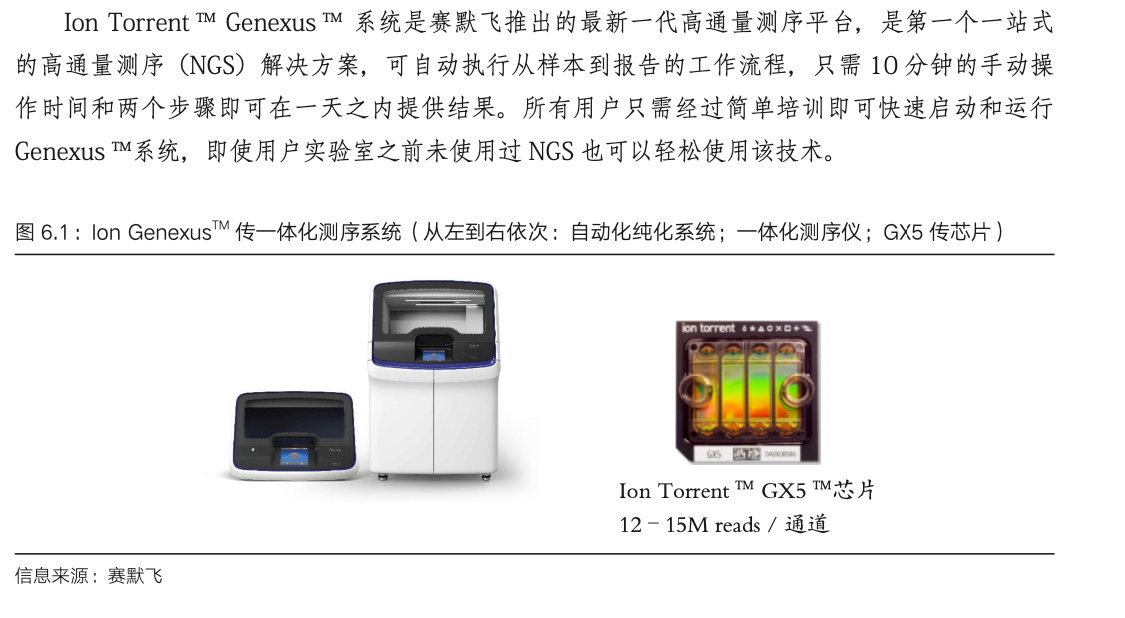 Ion Torrent ™ Genexus ™ 系统是赛默飞推出的最新一代高通量测序平台，是第一个一站式
的高通量测序（NGS）解决方案，可自动执行从样本到报告的工作流程，只需 10 分钟的手动操
作时间和两个步骤即可在一天之内提供结果。所有用户只需经过简单培训即可快速启动和运行
Genexus ™系统，即使用户实验室之前未使用过 NGS 也可以轻松使用该技术。
图 6.1：Ion Genexus™ 传一体化测序系统（从左到右依次：自动化纯化系统；一体化测序仪；GX5 传芯片）
ion torrent
GX5
Ion Torrent ™ GX5 ™芯片
12 – 15M reads / 通道
信息来源：赛默飞